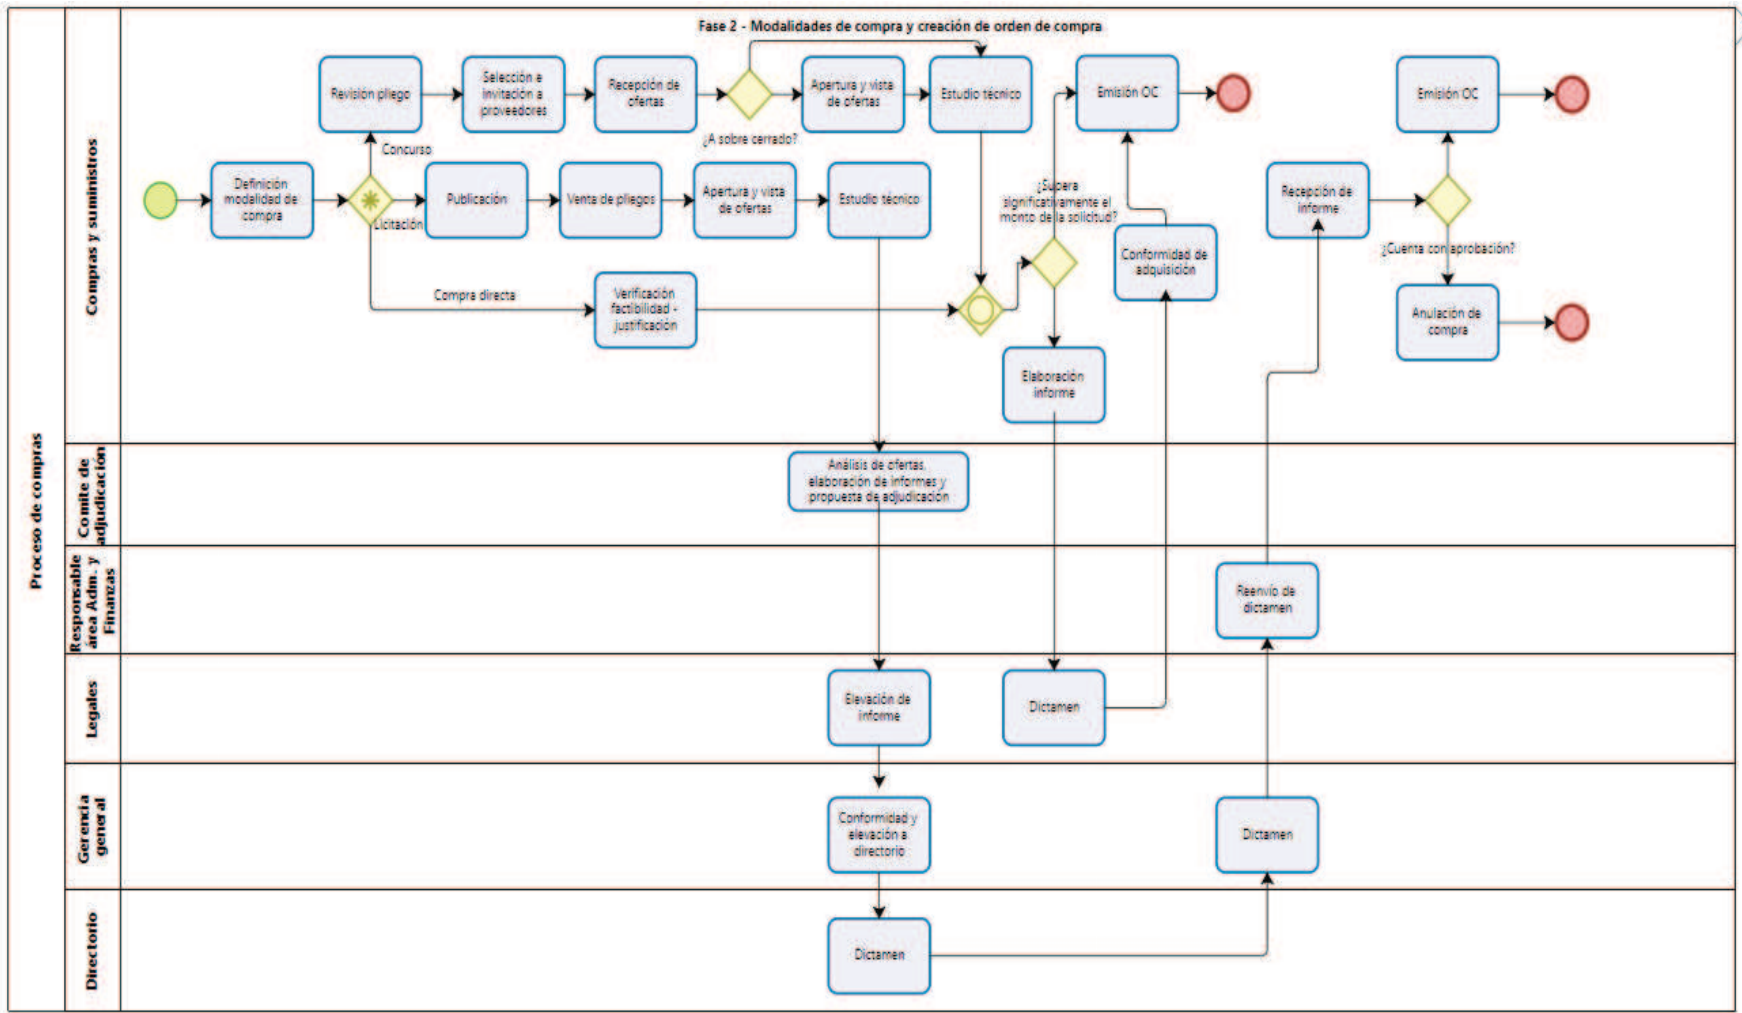 Fase 2 - Modalidades de compra y creación de orden de compra
Proceso de compras
Compras y suministros
Revisión pliego
Selección e
invitación a
proveedores
Recepción de
ofertas
¿A sobre cerrado?
Apertura y vista
de ofertas
Estudio técnico
Emisión OC
Emisión OC
Concurso
Definición
modalidad de
compra
Licitación
Publicación
Venta de pliegos
Apertura y vista
de ofertas
Estudio técnico
¿Supera
significativamente el
monto de la solicitud?
Recepción de
informe
¿Cuenta con aprobación?
Conformidad de
adquisición
Compra directa
Verificación
factibilidad -
justificación
Anulación de
compra
Elaboración
informe
Comite de
adjudicación
Análisis de ofertas,
elaboración de informes y
propuesta de adjudicación
Responsable
área Adm. y
Finanzas
Reenvío de
dictamen
Legales
Elevación de
informe
Dictamen
Gerencia
general
Conformidad y
elevación a
directorio
Dictamen
Directorio
Dictamen